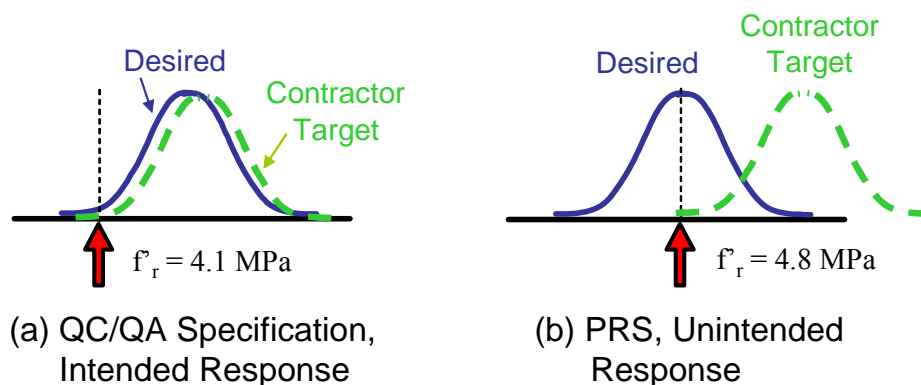 Desired
Contractor
Target
f'r = 4.1 MPa
(a) QC/QA Specification,
Intended Response
Desired
Contractor
Target
f'r = 4.8 MPa
(b) PRS, Unintended
Response